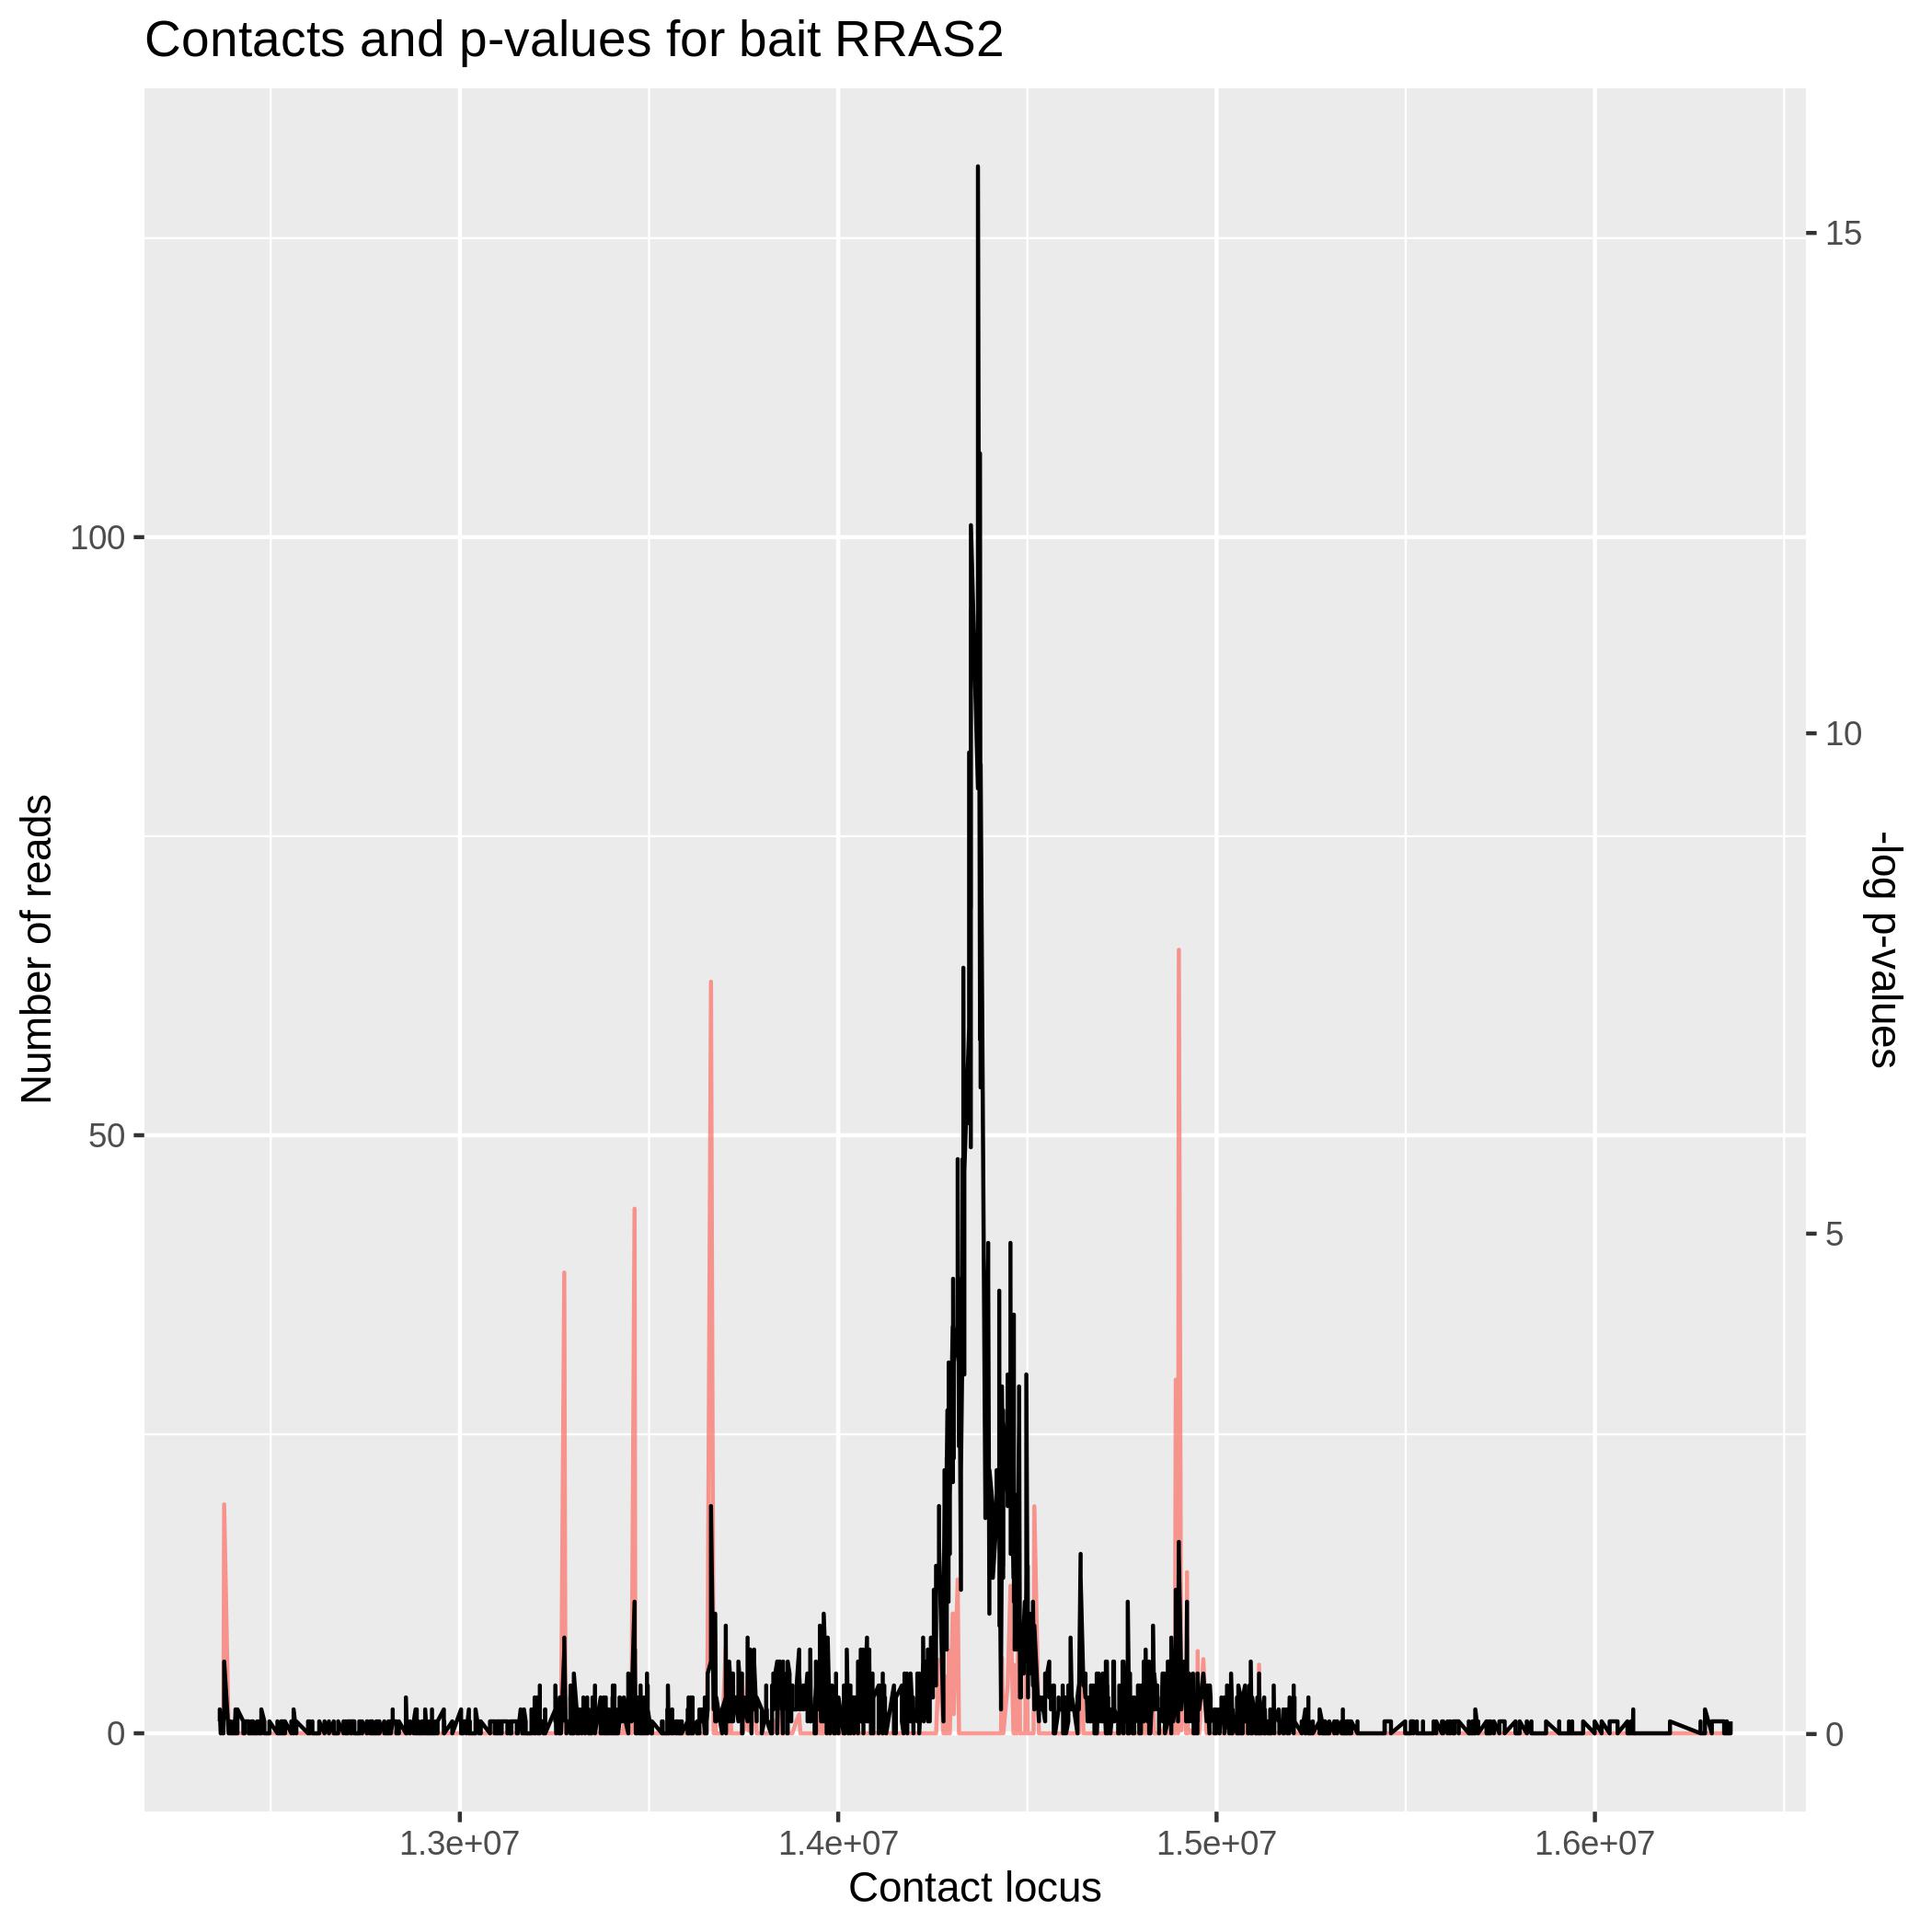 Contacts and p-values for bait RRAS2
Number of reads
100
50
0
15
10
5
0
-log p-values
1.3e+07
1.4e+07
1.5e+07
1.6e+07
Contact locus